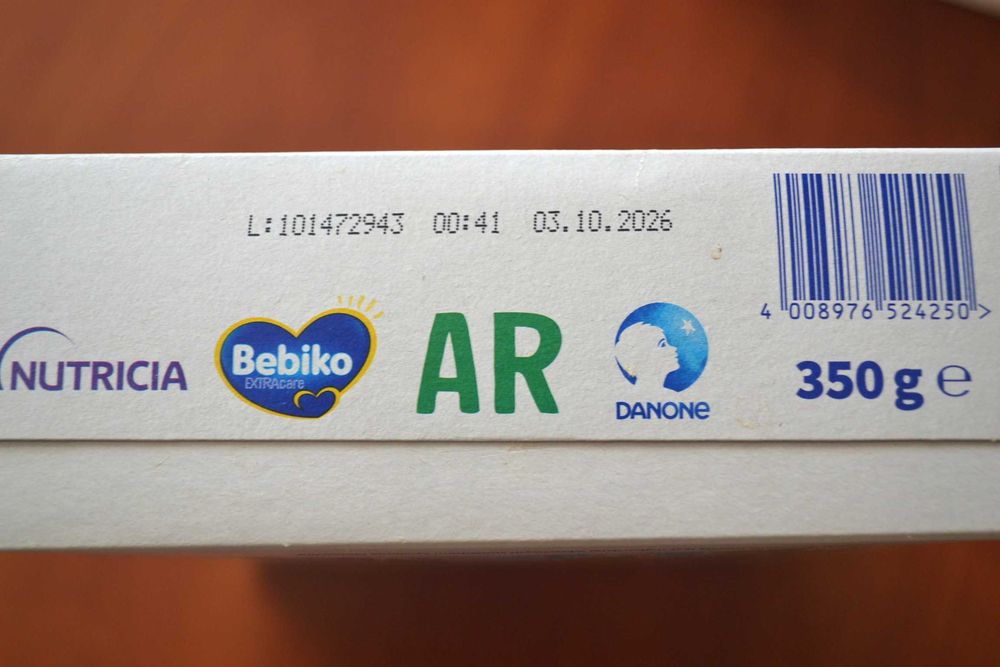 L:101472943 00:41 03.10.2026
4 008976 524250 >
NUTRICIA
Bebiko
EXTRAcare
AR
DANONE
350 g ℮